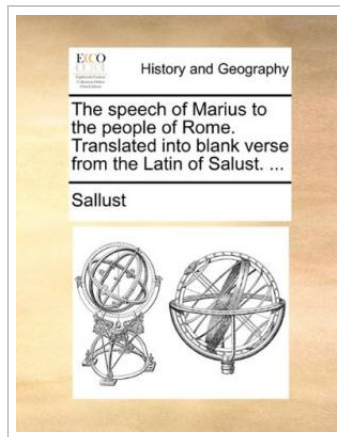 ECCO
History and Geography
The speech of Marius to
the people of Rome.
Translated into blank verse
from the Latin of Salust. ...
Sallust